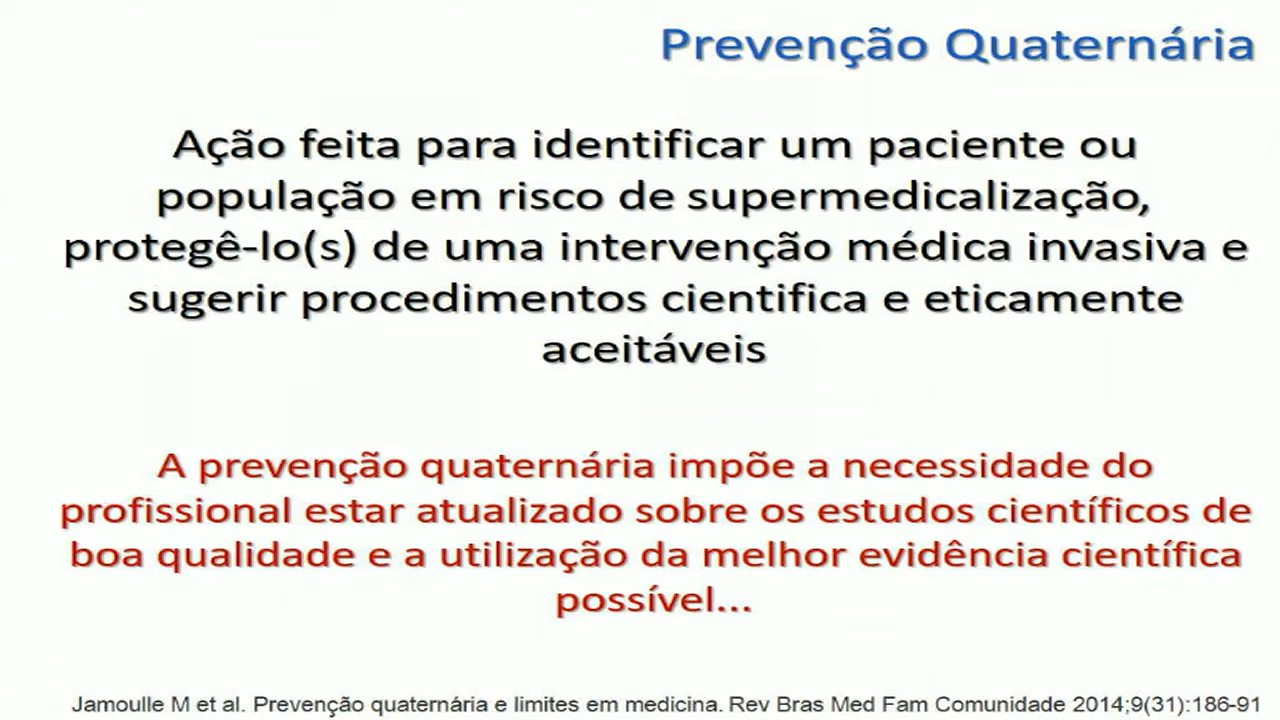 Prevenção Quaternária
Ação feita para identificar um paciente ou
população em risco de supermedicalização,
protegê-lo(s) de uma intervenção médica invasiva e
sugerir procedimentos cientifica e eticamente
aceitáveis
A prevenção quaternária impõe a necessidade do
profissional estar atualizado sobre os estudos científicos de
boa qualidade e a utilização da melhor evidência científica
possível...
Jamoulle M et al. Prevenção quaternária e limites em medicina. Rev Bras Med Fam Comunidade 2014;9(31):186-91